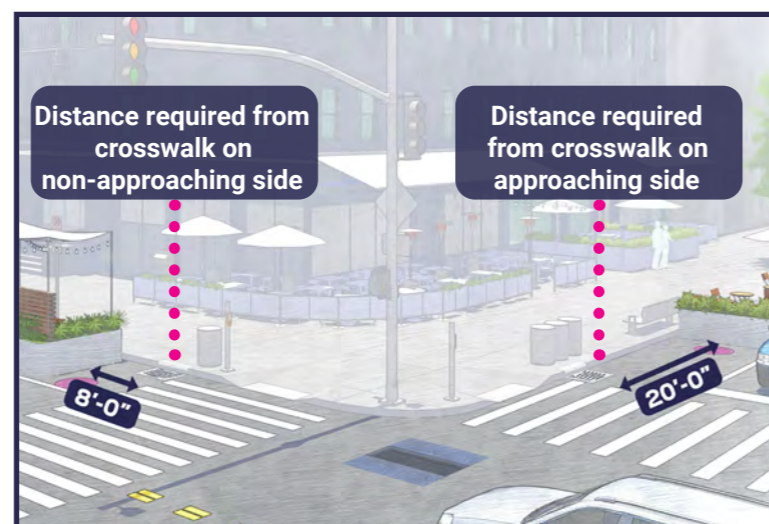 Distance required from
crosswalk on
non-approaching side
Distance required
from crosswalk on
approaching side
8'-0"
20'-0"